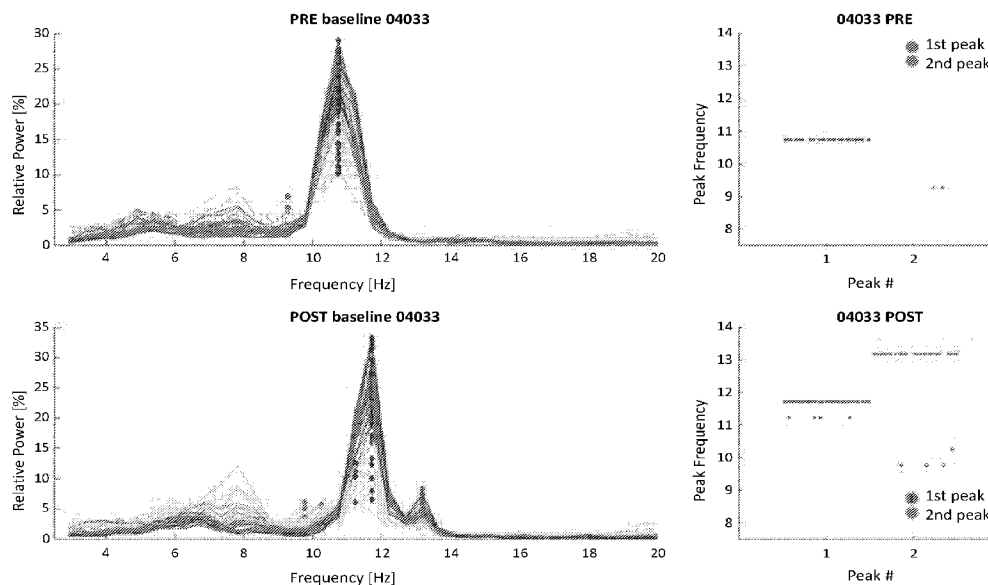 PRE baseline 04033
30
25
20
15
10
5
0
Relative Power [%]
4 6 8 10 12 14 16 18 20
Frequency [Hz]
04033 PRE
14
13
12
11
10
9
8
Peak Frequency
1st peak
2nd peak
1 2
Peak #
POST baseline 04033
35
30
25
20
15
10
5
0
Relative Power [%]
4 6 8 10 12 14 16 18 20
Frequency [Hz]
04033 POST
14
13
12
11
10
9
8
Peak Frequency
1st peak
2nd peak
1 2
Peak #